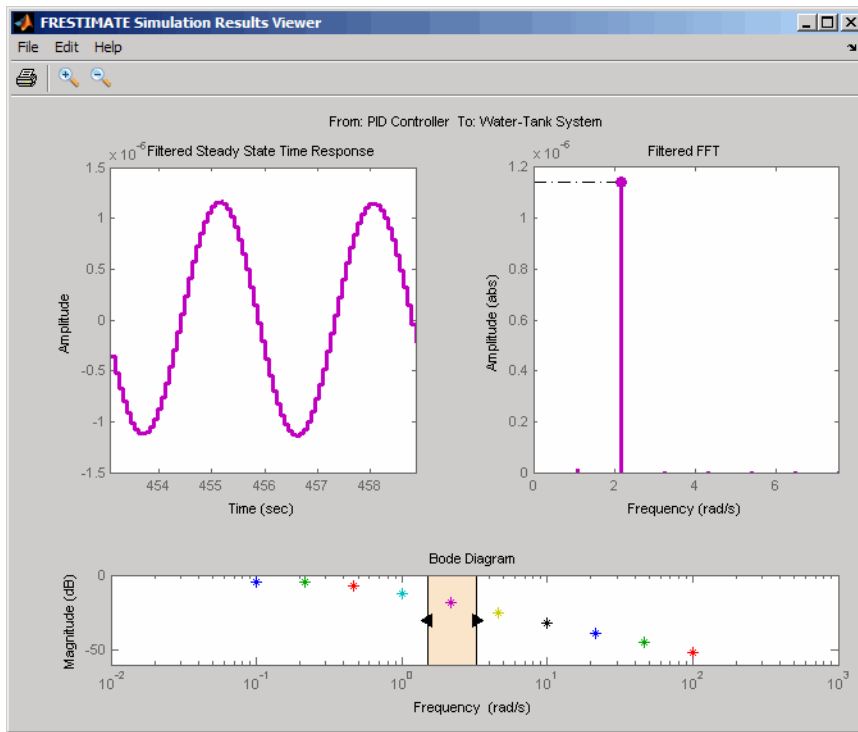 FRESTIMATE Simulation Results Viewer
File Edit Help
From: PID Controller To: Water-Tank System
x 10^-6 Filtered Steady State Time Response
1.5
1
0.5
0
-0.5
-1
-1.5
Amplitude
454 455 456 457 458
Time (sec)
x 10^-6 Filtered FFT
1.2
1
0.8
0.6
0.4
0.2
0
Amplitude (abs)
0 2 4 6
Frequency (rad/s)
Bode Diagram
0
-50
Magnitude (dB)
10^-2 10^-1 10^0 10^1 10^2 10^3
Frequency (rad/s)